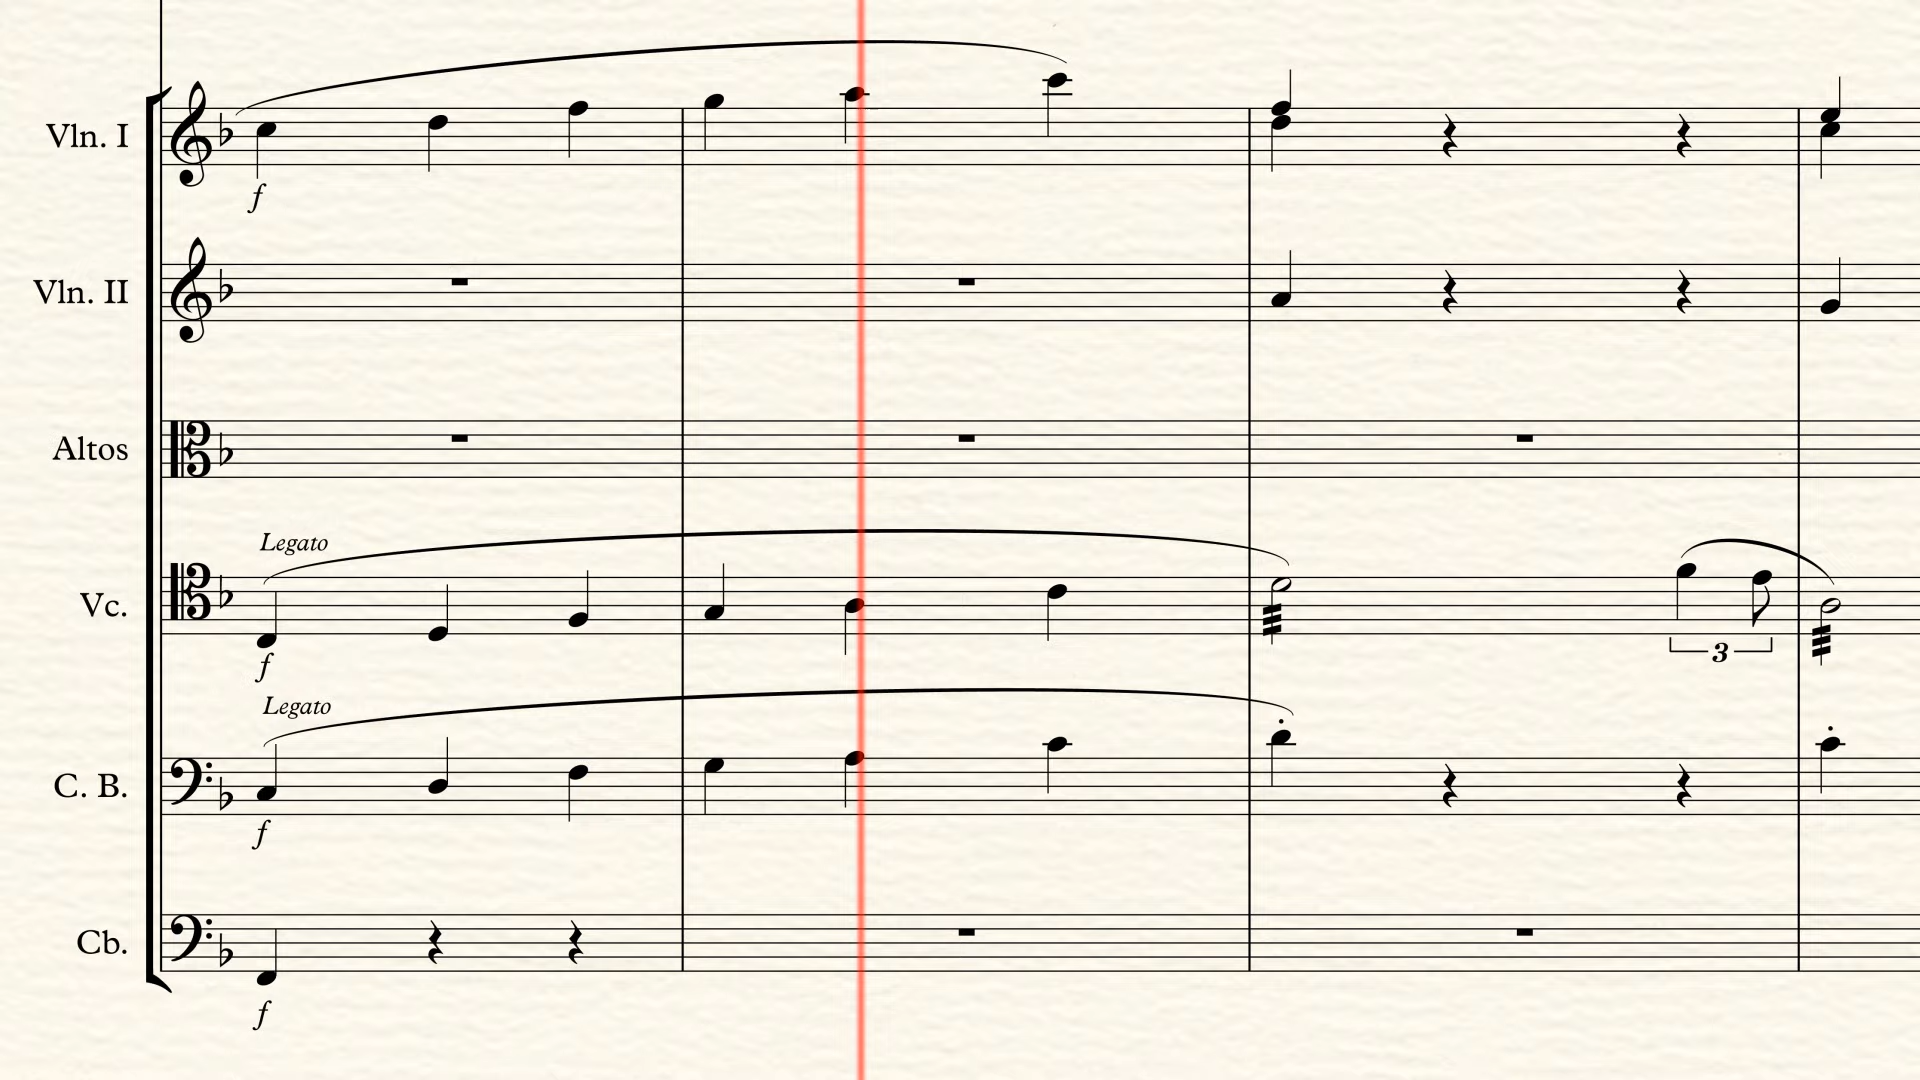 Vln. I
f
Vln. II
Altos
Legato
Vc.
f
3
Legato
C. B.
f
Cb.
f